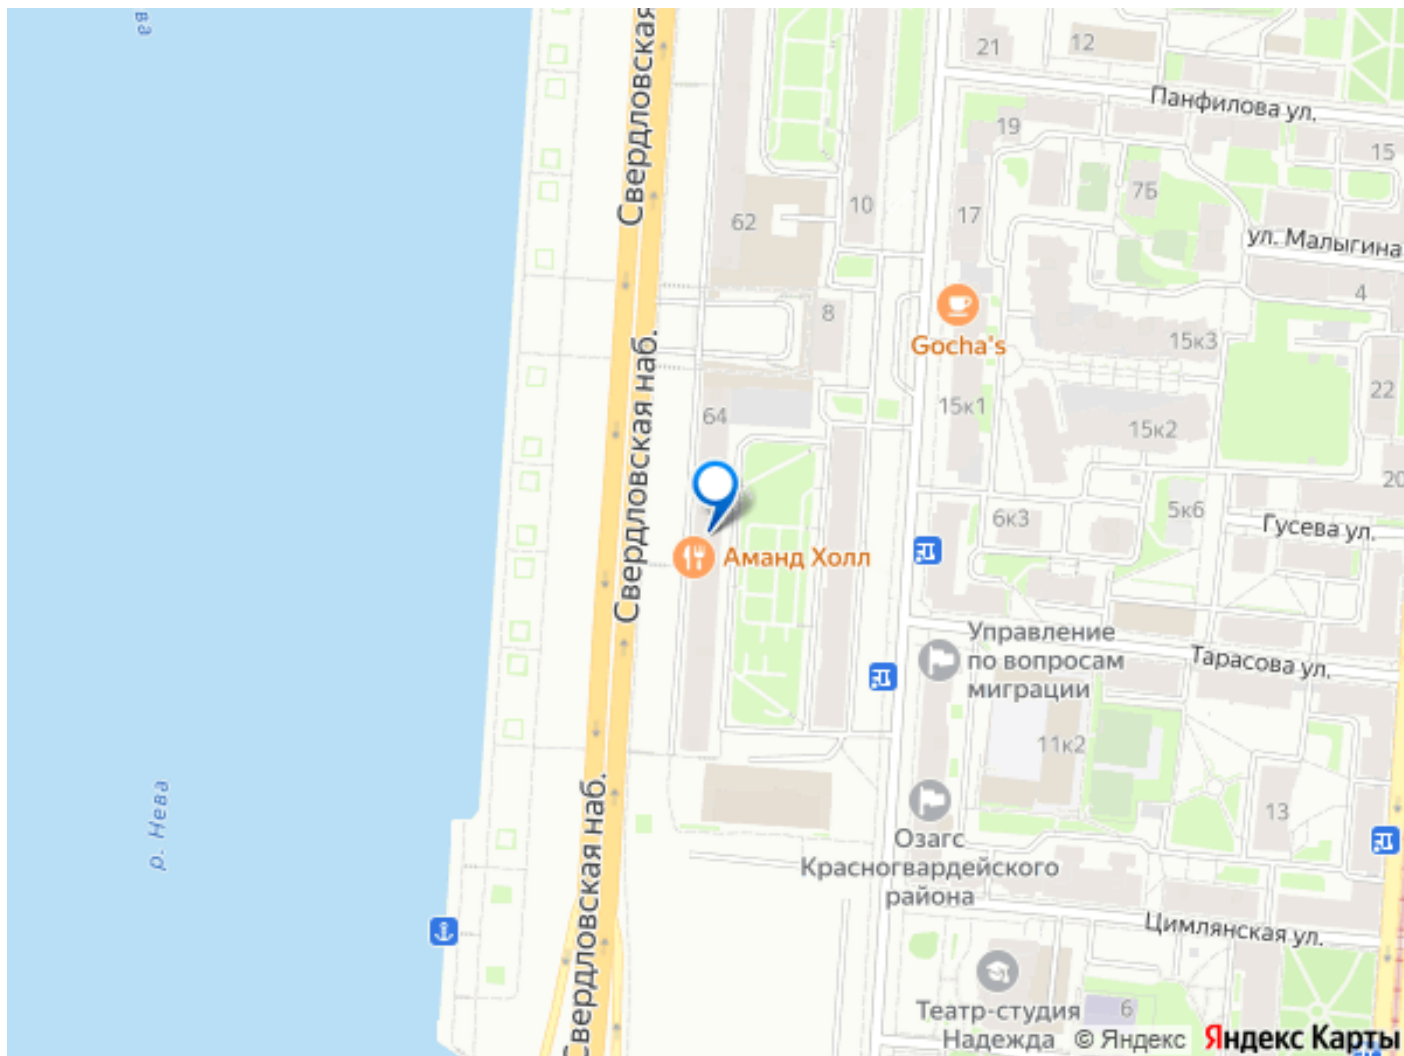 ва
Свердловская
21
12
Панфилова ул.
19
15
7Б
17
10
62
ул. Малыгина
4
8
Gocha's
15к3
Свердловская наб.
22
15к1
64
15к2
20
6к3
5к6
Гусева ул.
Аманд Холл
Управление
по вопросам
миграции
Тарасова ул.
11к2
р. Нева
Свердловская наб.
13
Озагс
Красногвардейского
района
Цимлянская ул.
Театр-студия
Надежда
6
© Яндекс
Яндекс Карты